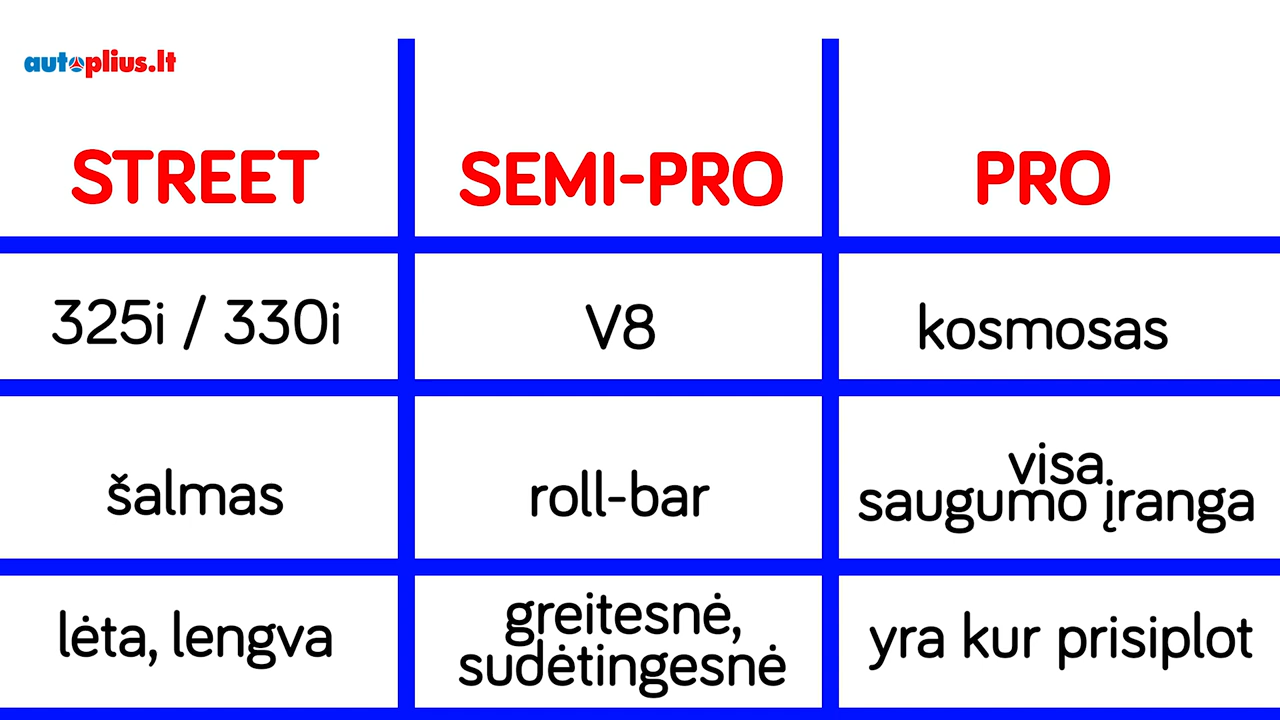 autoplius.lt
STREET SEMI-PRO PRO
325i / 330i V8 kosmosas
šalmas roll-bar visa
saugumo įranga
lėta, lengva greitesnė,
sudėtingesnė yra kur prisiplot